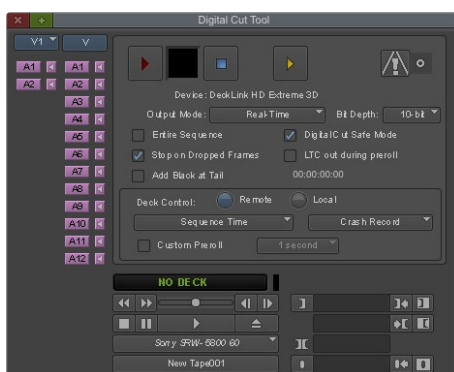 Digital Cut Tool
V1 V
A1 A1
A2 A2
A3
A4
A5
A6
A7
A8
A9
A10
A11
A12
Device: DeckLink HD Extreme 3D
Output Mode: Real-Time Bit Depth: 10-bit
Entire Sequence DigitalCut Safe Mode
Stop on Dropped Frames LTC out during preroll
Add Black at Tail 00:00:00:00
Deck Control: Remote Local
Sequence Time Crash Record
Custom Preroll 1 second
NO DECK
Sony SRW-5800 60
New Tape001